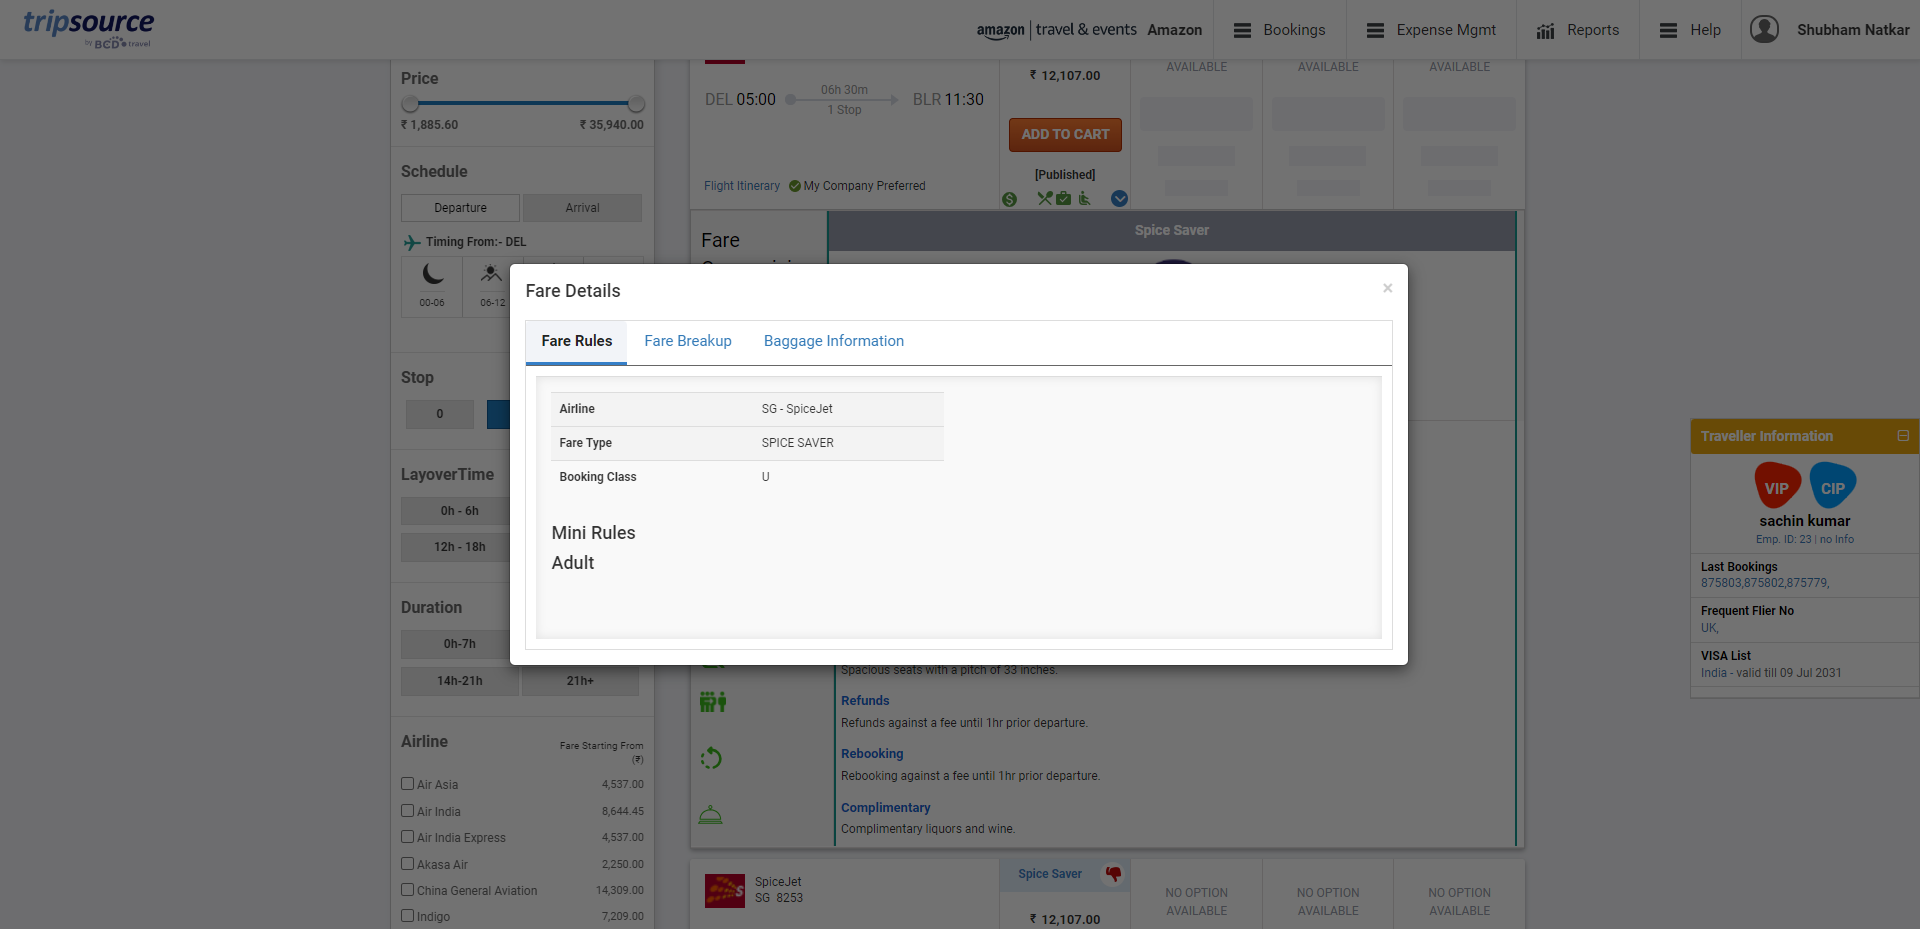 tripsource
by BCD travel
amazon | travel & events Amazon
Bookings
Expense Mgmt
Reports
Help
Shubham Natkar
Price
₹ 1,885.60 ₹ 35,940.00
Schedule
Departure Arrival
Timing From:- DEL
00-06 06-12
Stop
0
LayoverTime
0h - 6h
12h - 18h
Duration
0h-7h
14h-21h 21h+
Airline Fare Starting From
(₹)
Air Asia 4,537.00
Air India 8,644.45
Air India Express 4,537.00
Akasa Air 2,250.00
China General Aviation 14,309.00
Indigo 7,209.00
DEL 05:00 06h 30m BLR 11:30
1 Stop
Flight Itinerary My Company Preferred
₹ 12,107.00
ADD TO CART
[Published]
AVAILABLE AVAILABLE AVAILABLE
Fare
Spice Saver
Fare Details ×
Fare Rules Fare Breakup Baggage Information
Airline SG - SpiceJet
Fare Type SPICE SAVER
Booking Class U
Mini Rules
Adult
Spacious seats with a pitch of 33 inches.
Refunds
Refunds against a fee until 1hr prior departure.
Rebooking
Rebooking against a fee until 1hr prior departure.
Complimentary
Complimentary liquors and wine.
SpiceJet
SG 8253
Spice Saver
₹ 12,107.00
NO OPTION NO OPTION NO OPTION
AVAILABLE AVAILABLE AVAILABLE
Traveller Information
VIP CIP
sachin kumar
Emp. ID: 23 | no Info
Last Bookings
875803,875802,875779,
Frequent Flier No
UK,
VISA List
India - valid till 09 Jul 2031